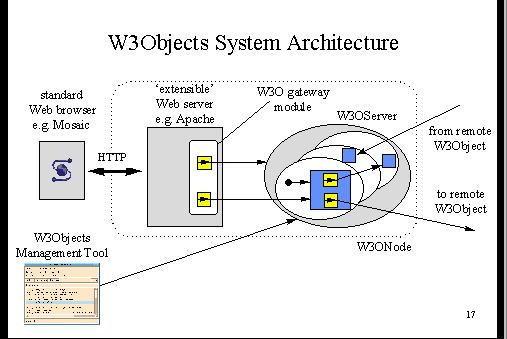 W3Objects System Architecture
standard
Web browser
e.g. Mosaic
'extensible'
Web server
e.g. Apache
W3O gateway
module
W3OServer
from remote
W3Object
HTTP
to remote
W3Object
W3Objects
Management Tool
W3ONode
17